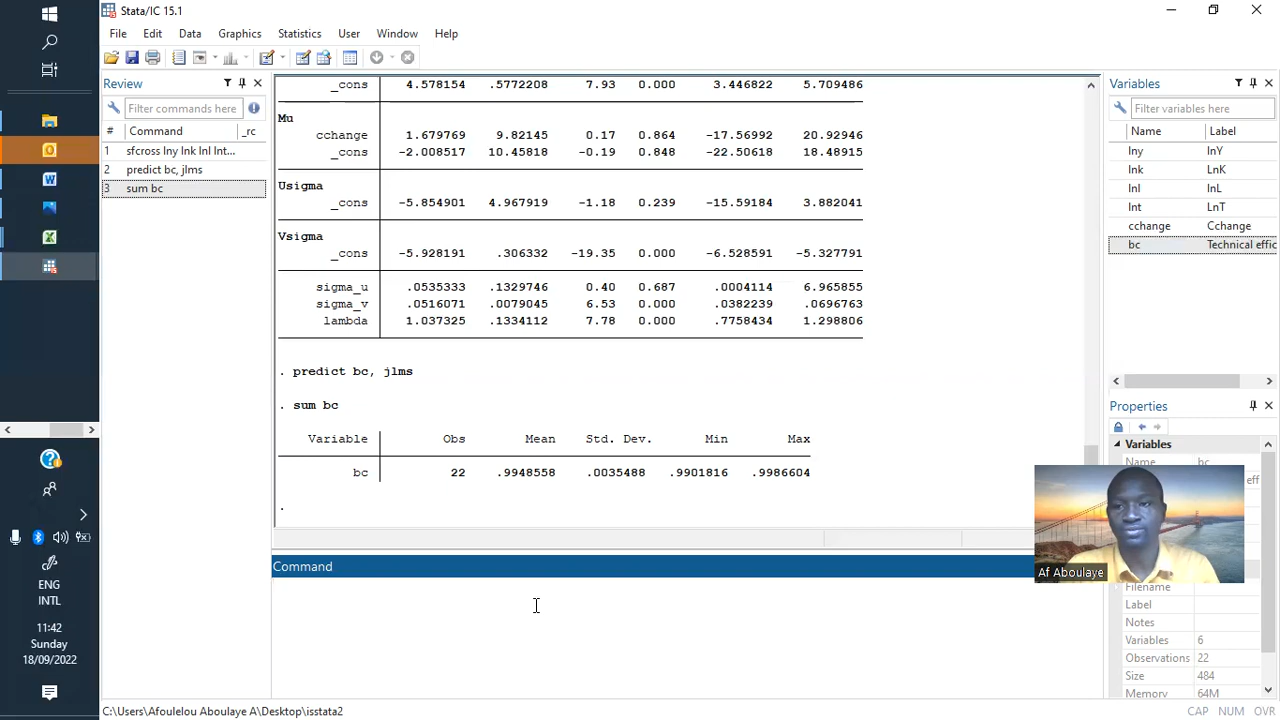 Stata/IC 15.1
File Edit Data Graphics Statistics User Window Help
Review
Filter commands here
# Command _rc
1 sfcross lny lnk lnl lnt...
2 predict bc, jlms
3 sum bc
_cons 4.578154 .5772208 7.93 0.000 3.446822 5.709486
Mu
cchange 1.679769 9.82145 0.17 0.864 -17.56992 20.92946
_cons -2.008517 10.45818 -0.19 0.848 -22.50618 18.48915
Usigma
_cons -5.854901 4.967919 -1.18 0.239 -15.59184 3.882041
Vsigma
_cons -5.928191 .306332 -19.35 0.000 -6.528591 -5.327791
sigma_u .0535333 .1329746 0.40 0.687 .0004114 6.965855
sigma_v .0516071 .0079045 6.53 0.000 .0382239 .0696763
lambda 1.037325 .1334112 7.78 0.000 .7758434 1.298806
. predict bc, jlms
. sum bc
Variable Obs Mean Std. Dev. Min Max
bc 22 .9948558 .0035488 .9901816 .9986604
.
Command
Variables
Filter variables here
Name Label
lny lnY
lnk LnK
lnl LnL
lnt LnT
cchange Cchange
bc Technical effic
Properties
Variables
Name bc
eff
Filename
Label
Notes
Variables 6
Observations 22
Size 484
Memory 64M
Af Aboulaye
ENG
INTL
11:42
Sunday
18/09/2022
C:\Users\Afoulelou Aboulaye A\Desktop\isstata2
CAP NUM OVR